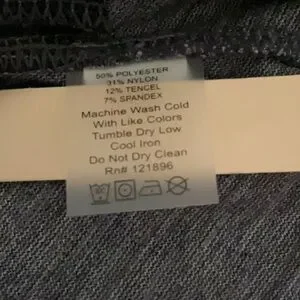 50% POLYESTER
31% NYLON
12% TENCEL
7% SPANDEX
Machine Wash Cold
With Like Colors
Tumble Dry Low
Cool Iron
Do Not Dry Clean
Rn# 121896